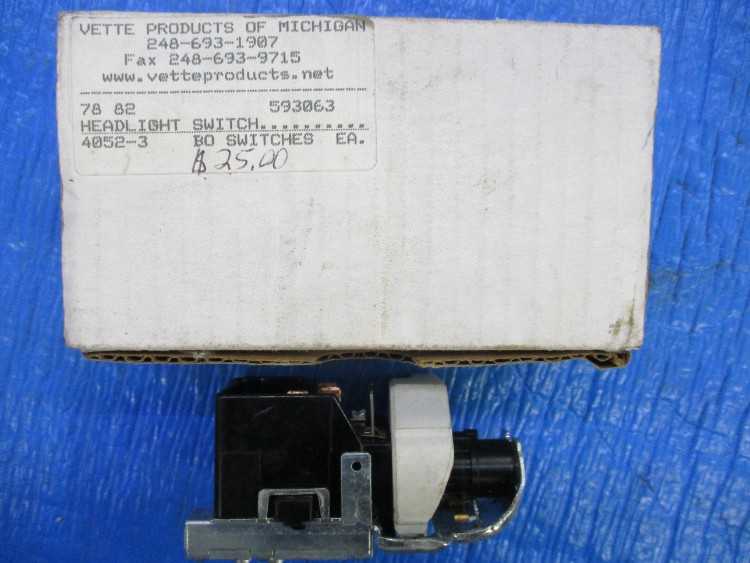 VETTE PRODUCTS OF MICHIGAN
248-693-1907
Fax 248-693-9715
www.vetteproducts.net
78 82 593063
HEADLIGHT SWITCH..........
4052-3 BO SWITCHES EA.
$25.00